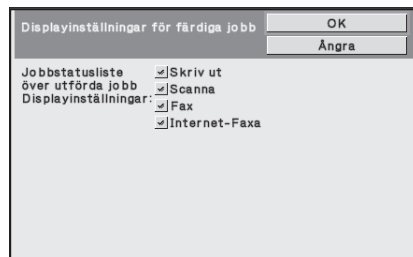 Displayinställningar för färdiga jobb
OK
Ångra
Jobbstatusliste
över utförda jobb
Displayinställningar:
Skriv ut
Scanna
Fax
Internet-Faxa